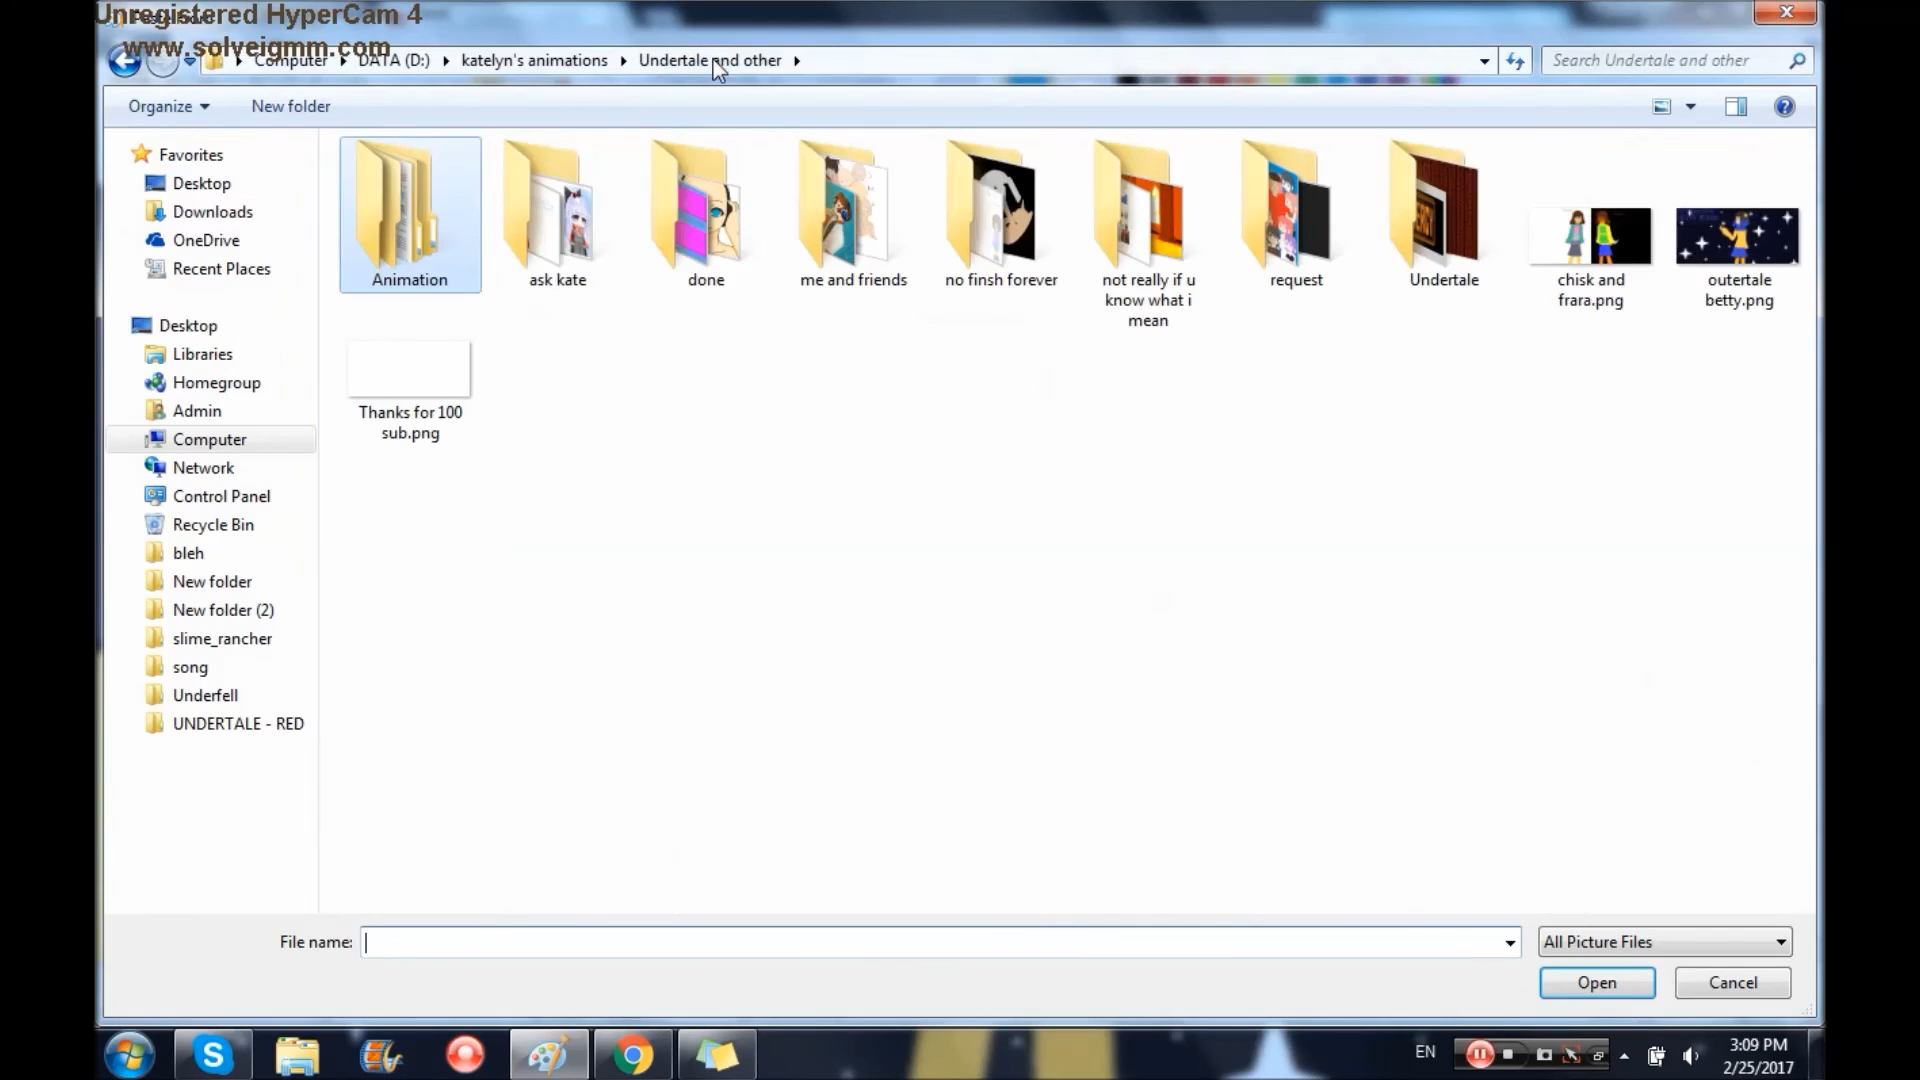 Unregistered HyperCam 4
www.solveigmm.com
Computer DATA (D:) katelyn's animations Undertale and other
Search Undertale and other
Organize New folder
Favorites
Desktop
Downloads
OneDrive
Recent Places
Desktop
Libraries
Homegroup
Admin
Computer
Network
Control Panel
Recycle Bin
bleh
New folder
New folder (2)
slime_rancher
song
Underfell
UNDERTALE - RED
Animation
ask kate
done
me and friends
no finsh forever
not really if u
know what i
mean
request
Undertale
chisk and
frara.png
outertale
betty.png
Thanks for 100
sub.png
File name:
All Picture Files
Open
Cancel
EN
3:09 PM
2/25/2017